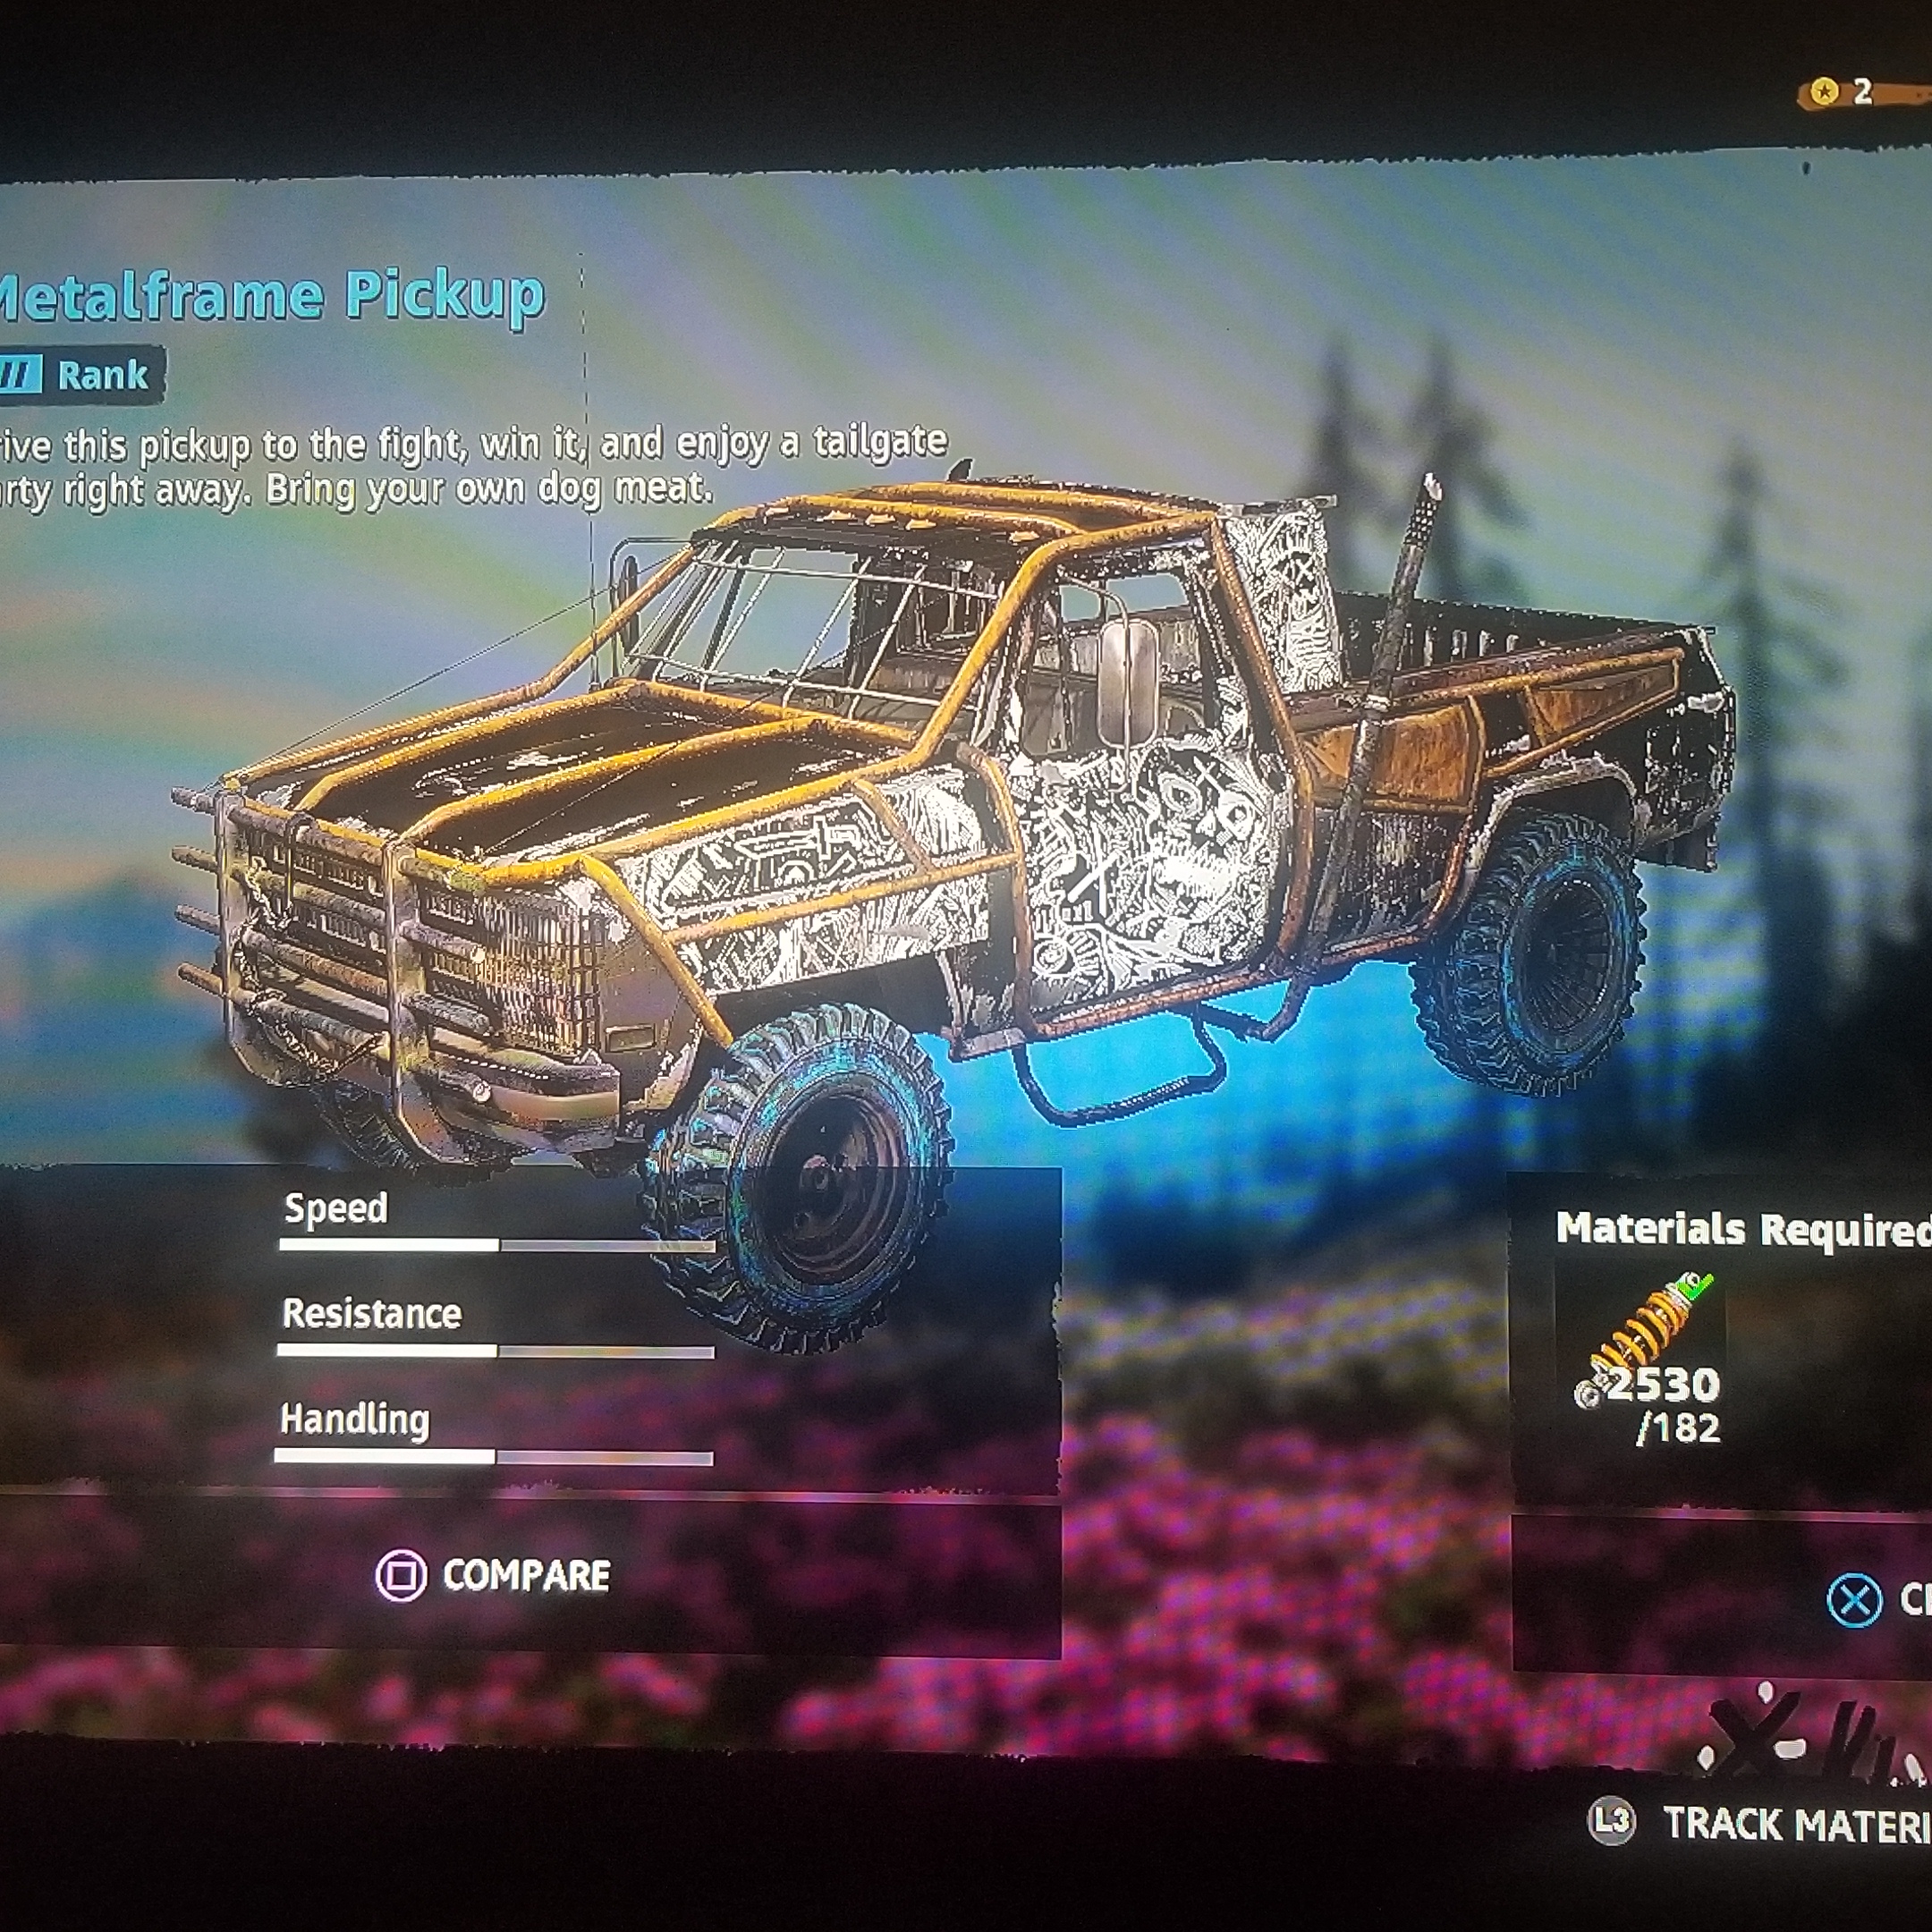 2
Metalframe Pickup
Rank
ive this pickup to the fight, win it, and enjoy a tailgate
arty right away. Bring your own dog meat.
Speed
Resistance
Handling
Materials Required
2530
/182
COMPARE
L3 TRACK MATERI